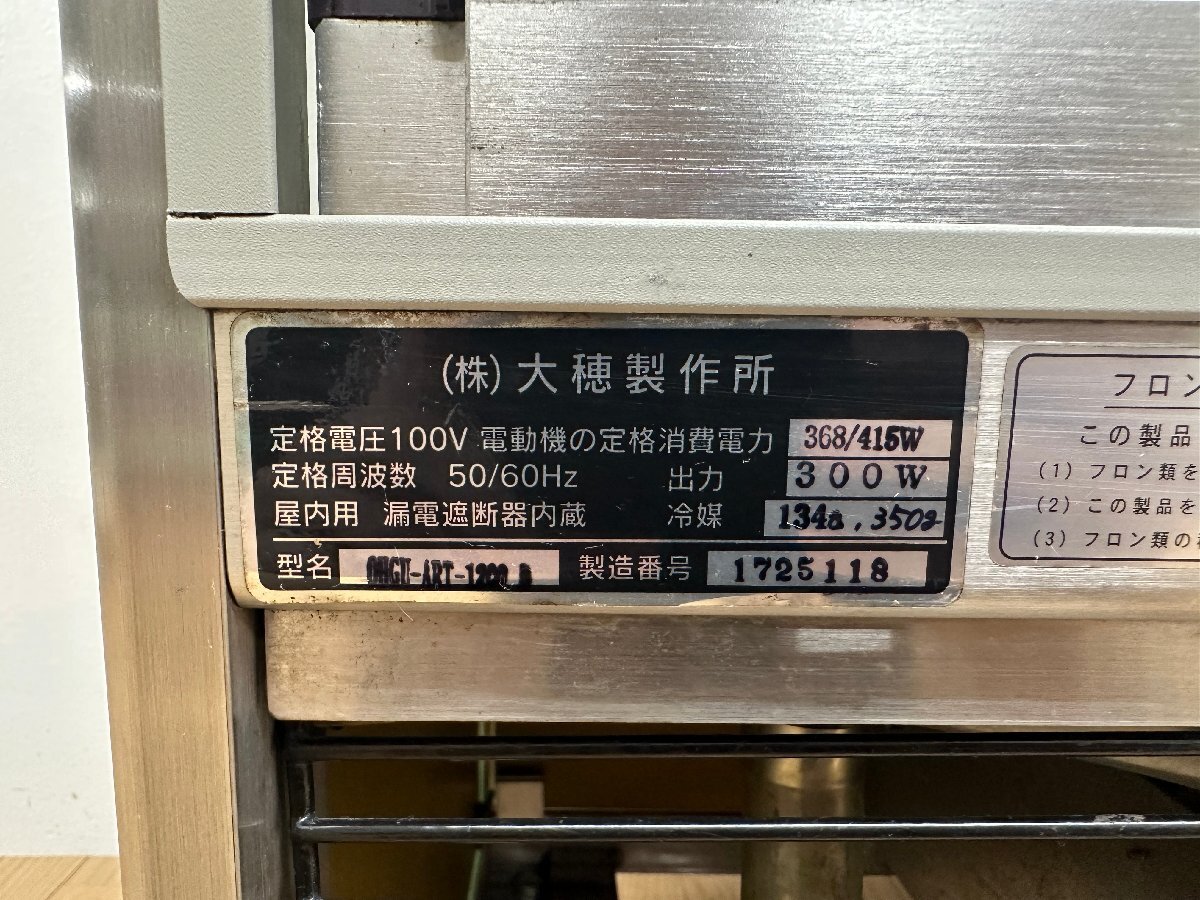 (株)大穂製作所
定格電圧100V 電動機の定格消費電力 368/415W
定格周波数 50/60Hz 出力 300W
屋内用 漏電遮断器内蔵 冷媒 134a, 350g
型名 OHGU-ART-1200 製造番号 1725118
フロン
この製品
(1) フロン類を
(2) この製品を
(3) フロン類の